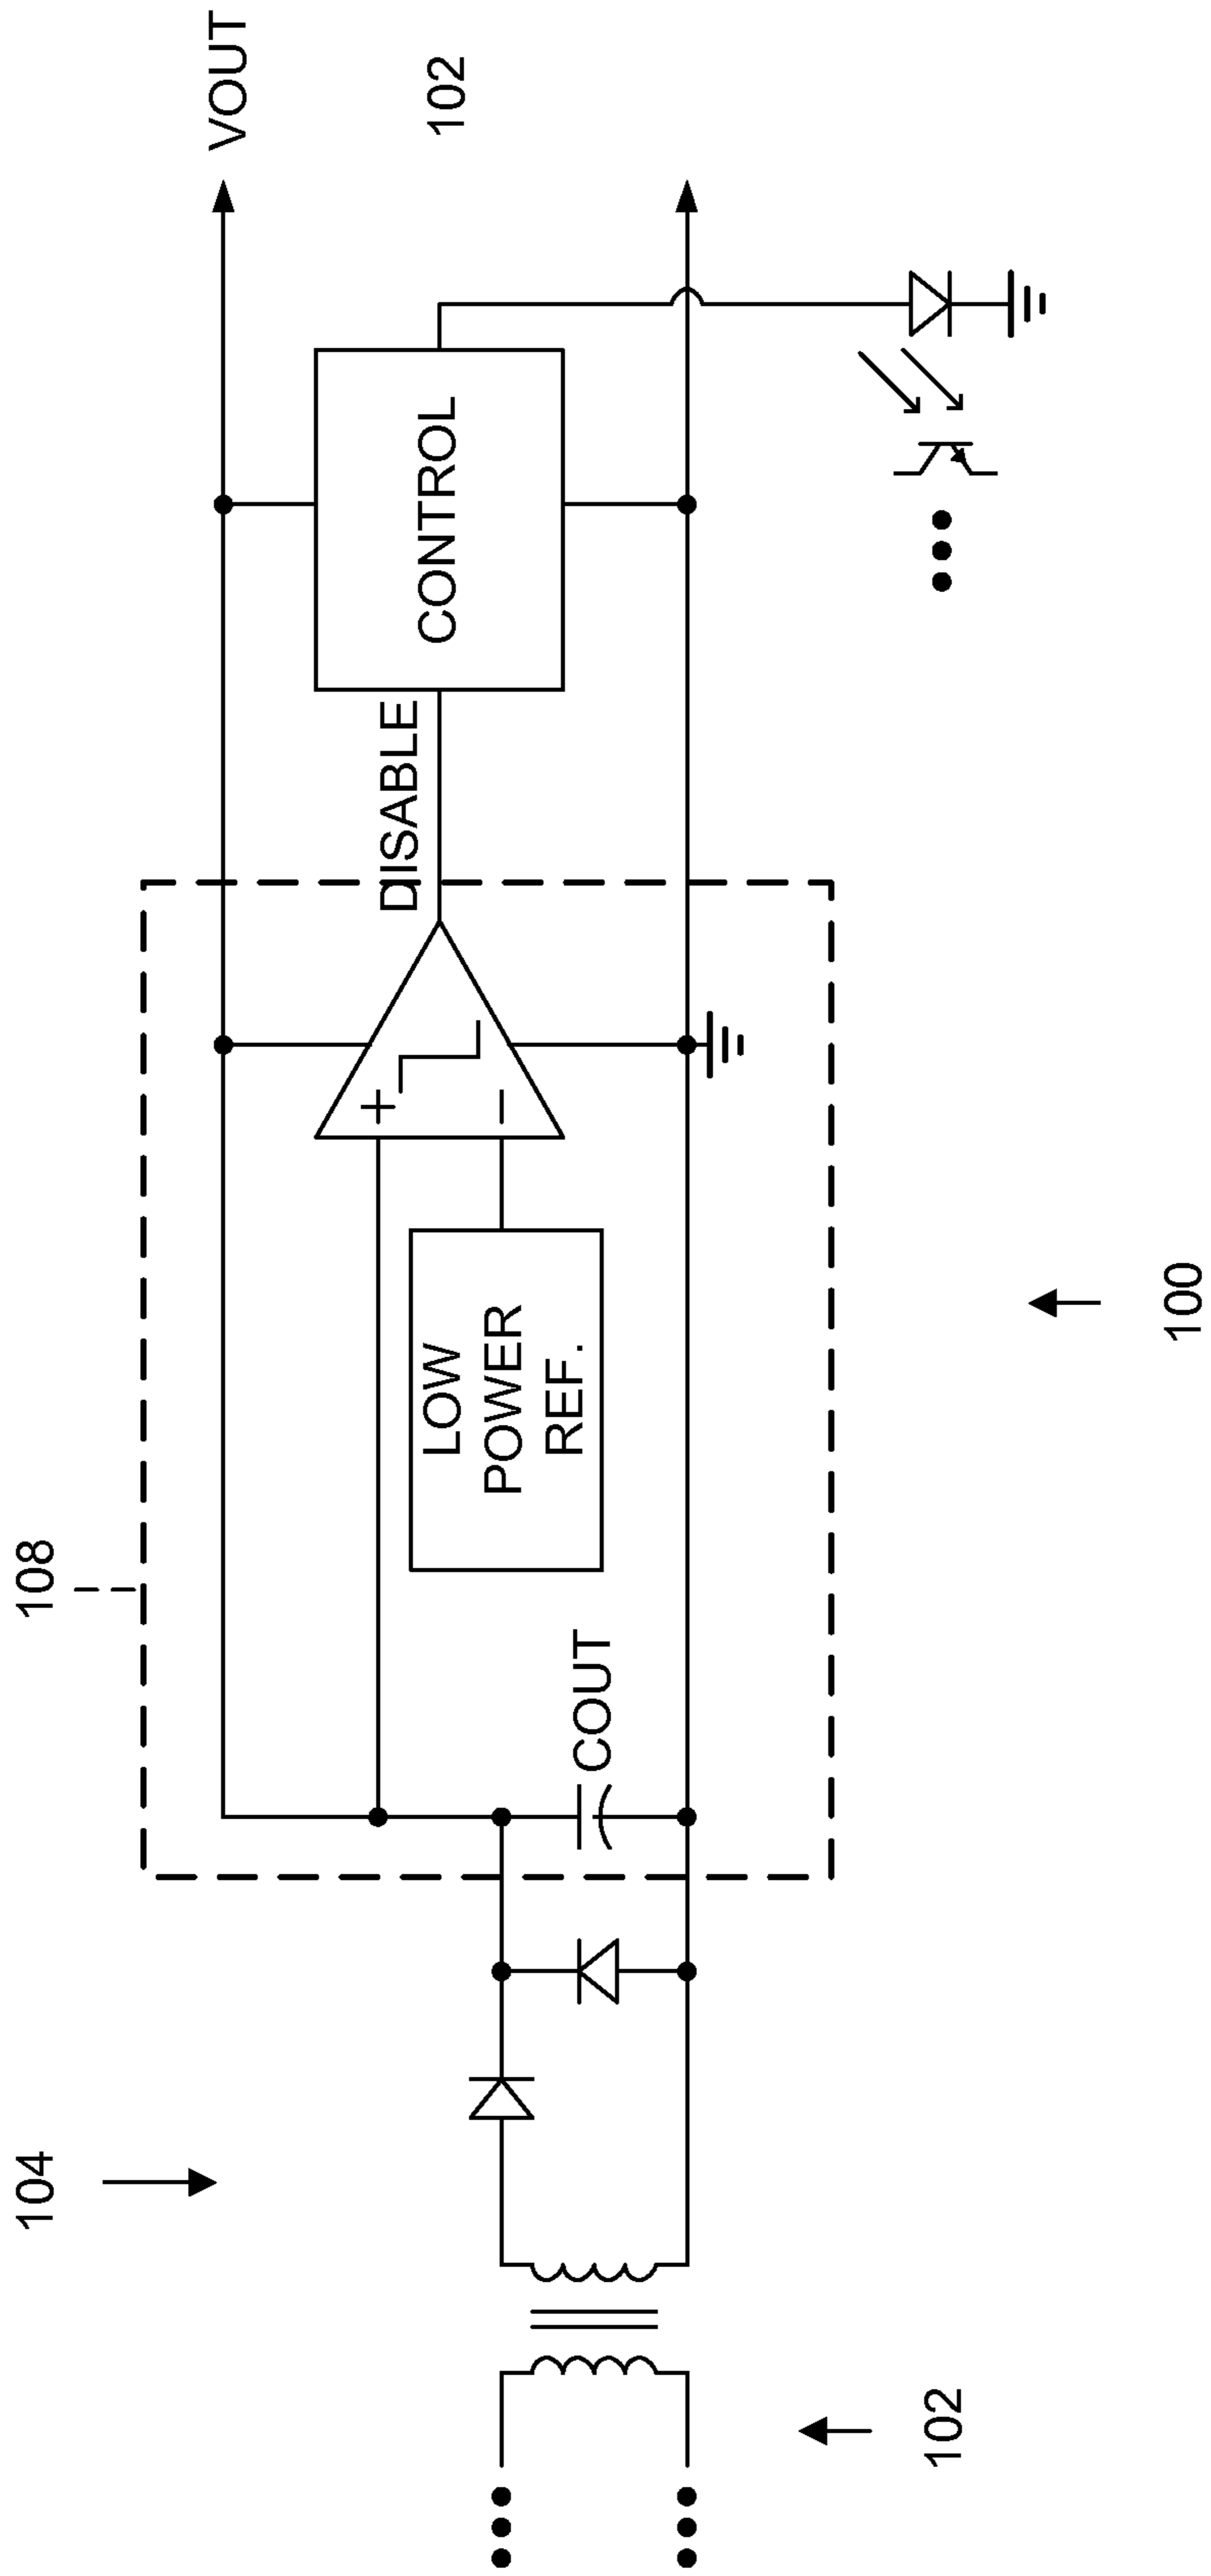 108
104
VOUT
102
DISABLE
CONTROL
+
−
LOW
POWER
REF.
COUT
102
100